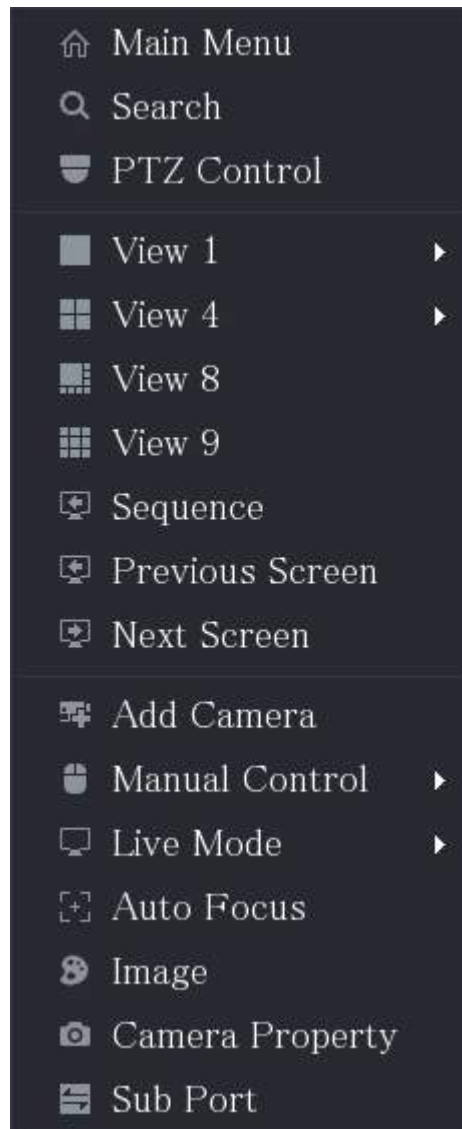 Main Menu
Search
PTZ Control
View 1
View 4
View 8
View 9
Sequence
Previous Screen
Next Screen
Add Camera
Manual Control
Live Mode
Auto Focus
Image
Camera Property
Sub Port